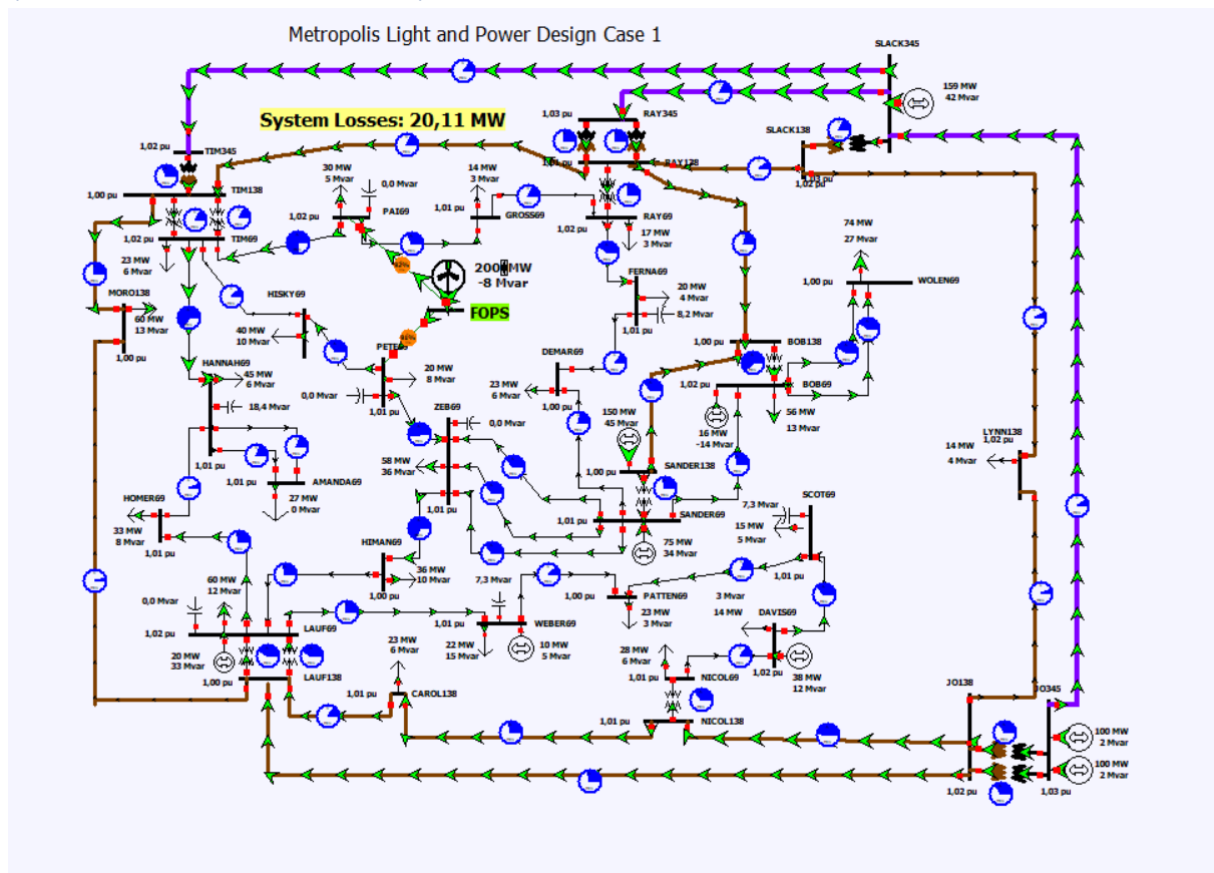 Metropolis Light and Power Design Case 1
SLACK345
159 MW
42 Mvar
System Losses: 20,11 MW
1,03 pu
RAY345
SLACK138
1,02 pu
TIM345
RAY138
1,02 pu
30 MW
5 Mvar
0,0 Mvar
14 MW
3 Mvar
1,00 pu
TIM138
PAI69
1,02 pu
1,01 pu
GROSS69
RAY69
1,02 pu
17 MW
3 Mvar
74 MW
27 Mvar
1,02 pu
TIM69
23 MW
6 Mvar
92%
200 MW
-8 Mvar
FERNA69
20 MW
4 Mvar
8,2 Mvar
1,01 pu
1,00 pu
WOLEN69
MORO138
60 MW
13 Mvar
1,00 pu
HISKY69
40 MW
10 Mvar
FOPS
1,00 pu
BOB138
HANNAH69
45 MW
6 Mvar
18,4 Mvar
20 MW
8 Mvar
0,0 Mvar
1,01 pu
DEMAR69
23 MW
6 Mvar
1,00 pu
1,02 pu
BOB69
16 MW
-14 Mvar
56 MW
13 Mvar
ZEB69
0,0 Mvar
150 MW
45 Mvar
LYNN138
1,02 pu
14 MW
4 Mvar
1,01 pu
1,01 pu
AMANDA69
27 MW
0 Mvar
58 MW
36 Mvar
1,01 pu
1,00 pu
SANDER138
1,01 pu
SANDER69
75 MW
34 Mvar
SCOT69
7,3 Mvar
15 MW
5 Mvar
1,01 pu
HOMER69
33 MW
8 Mvar
1,01 pu
HIMAN69
36 MW
10 Mvar
1,00 pu
60 MW
12 Mvar
0,0 Mvar
7,3 Mvar
1,00 pu
PATTEN69
23 MW
3 Mvar
3 Mvar
14 MW
DAVIS69
1,02 pu
LAUF69
1,01 pu
WEBER69
22 MW
15 Mvar
10 MW
5 Mvar
20 MW
33 Mvar
1,00 pu
LAUF138
23 MW
6 Mvar
1,01 pu
CAROL138
28 MW
6 Mvar
1,01 pu
NICOL69
1,02 pu
38 MW
12 Mvar
1,01 pu
NICOL138
JO138
JO345
100 MW
2 Mvar
100 MW
2 Mvar
1,02 pu
1,03 pu